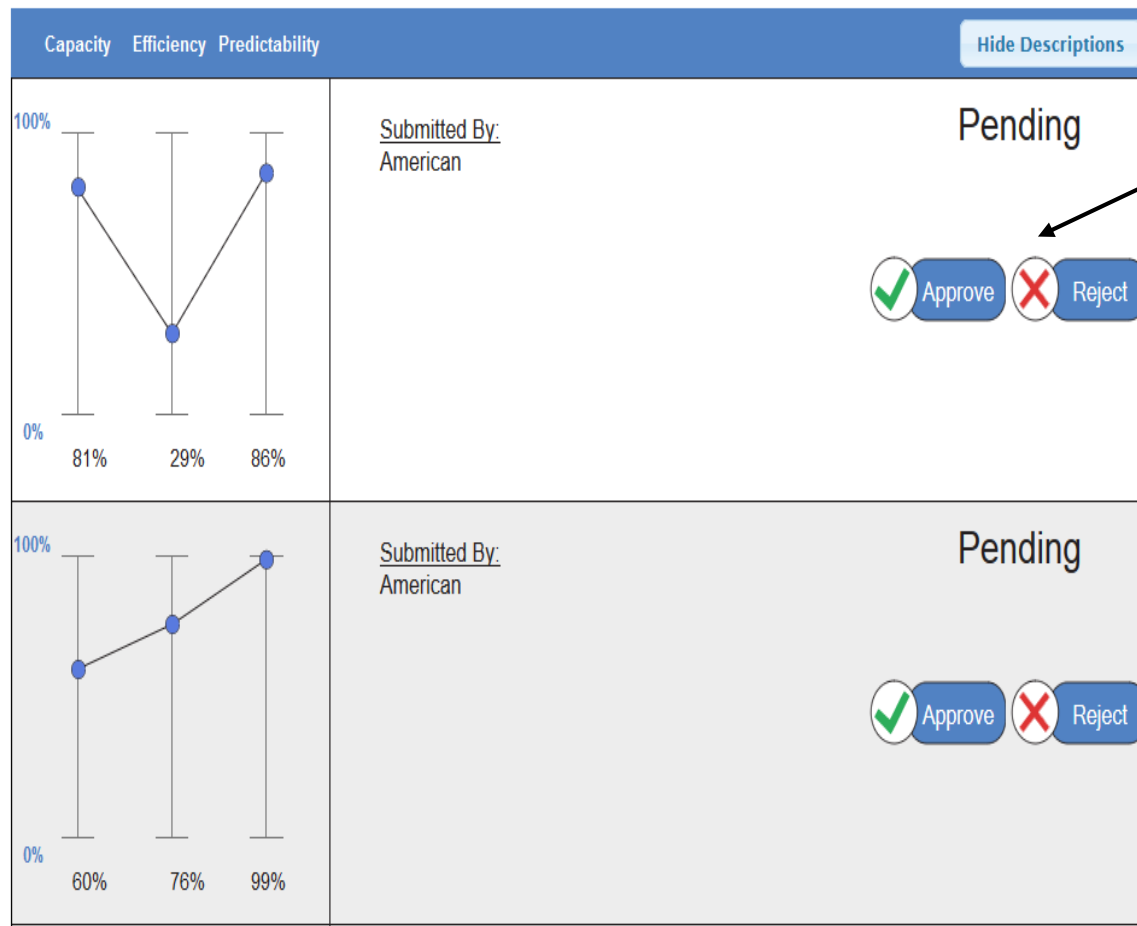 Capacity Efficiency Predictability
Hide Descriptions
100%
Submitted By:
American
Pending
Approve
Reject
0%
81% 29% 86%
100%
Submitted By:
American
Pending
Approve
Reject
0%
60% 76% 99%